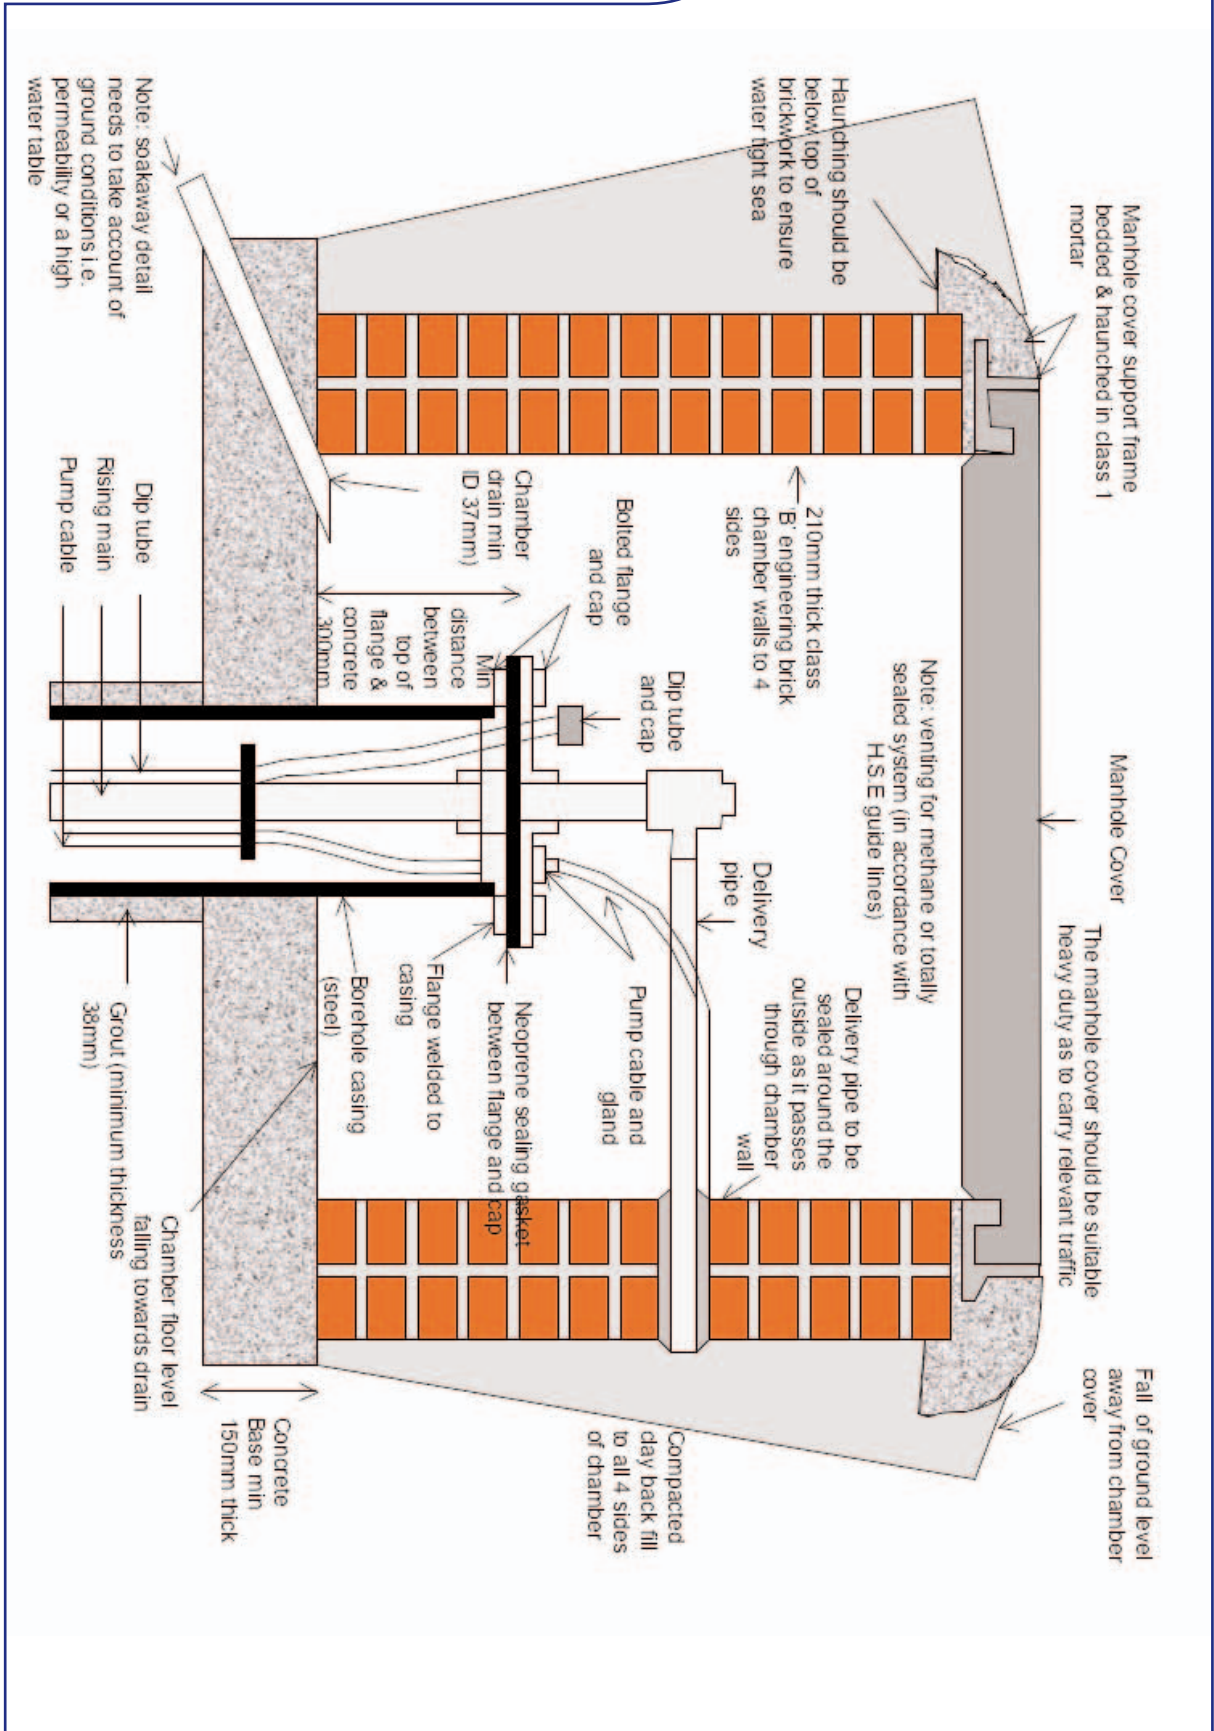 Manhole Cover
Manhole cover support frame
bedded & haunched in class 1
mortar
The manhole cover should be suitable
heavy duty as to carry relevant traffic
Fall of ground level
away from chamber
cover
Haunching should be
below top of
brickwork to ensure
water tight sea
Note: venting for methane or totally
sealed system (in accordance with
H.S.E guide lines)
210mm thick class
'B' engineering brick
chamber walls to 4
sides
Delivery pipe to be
sealed around the
outside as it passes
through chamber
wall
Delivery
pipe
Dip tube
and cap
Bolted flange
and cap
Pump cable and
gland
Compacted
clay back fill
to all 4 sides
of chamber
Chamber
drain min
ID 37mm)
Min
distance
between
top of
flange &
concrete
300mm
Neoprene sealing gasket
between flange and cap
Flange welded to
casing
Borehole casing
(steel)
Concrete
Base min
150mm thick
Chamber floor level
falling towards drain
Grout (minimum thickness
38mm)
Note: soakaway detail
needs to take account of
ground conditions i.e.
permeability or a high
water table
Dip tube
Rising main
Pump cable